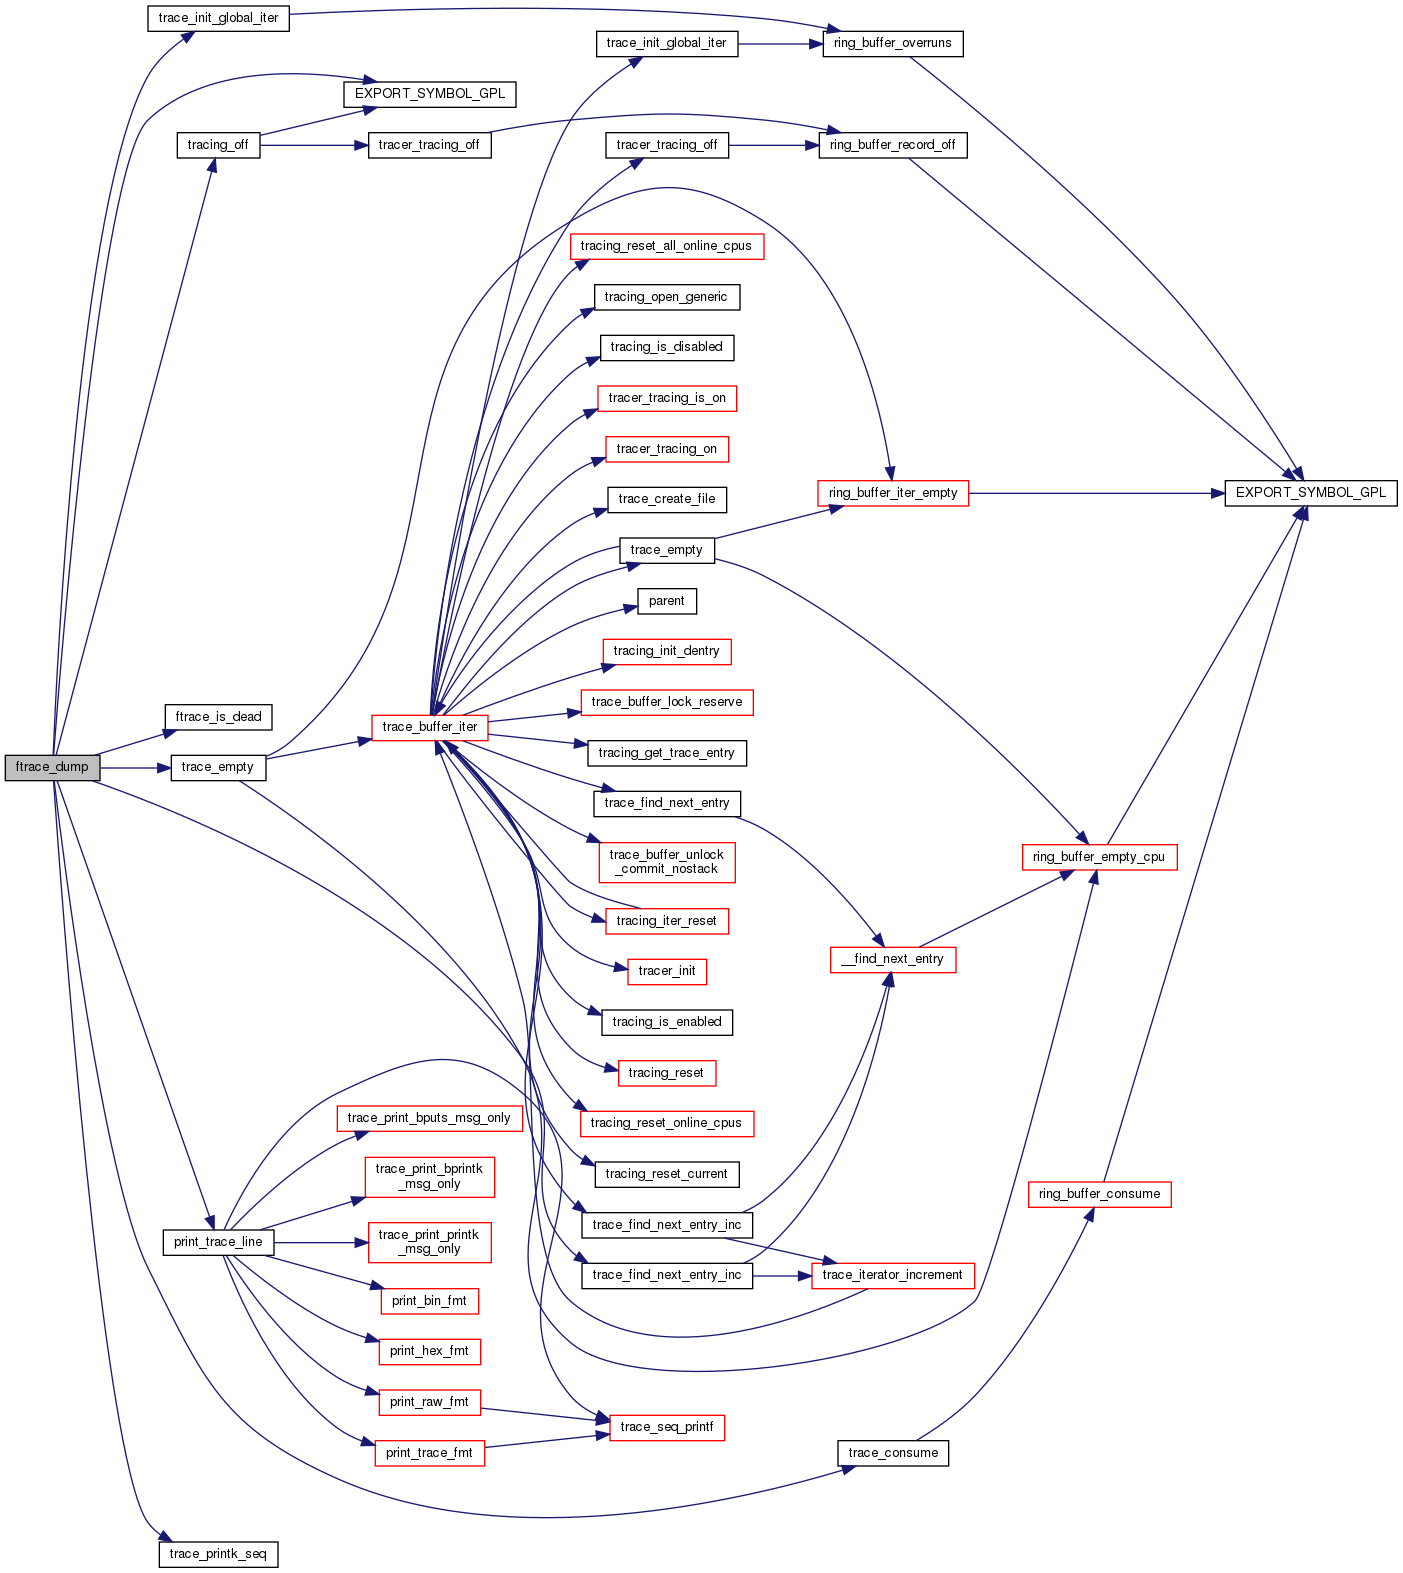 trace_init_global_iter
trace_init_global_iter
ring_buffer_overruns
EXPORT_SYMBOL_GPL
tracing_off
tracer_tracing_off
tracer_tracing_off
ring_buffer_record_off
tracing_reset_all_online_cpus
tracing_open_generic
tracing_is_disabled
tracer_tracing_is_on
tracer_tracing_on
ring_buffer_iter_empty
EXPORT_SYMBOL_GPL
trace_create_file
trace_empty
parent
tracing_init_dentry
trace_buffer_lock_reserve
ftrace_is_dead
trace_buffer_iter
tracing_get_trace_entry
ftrace_dump
trace_empty
trace_find_next_entry
trace_buffer_unlock
_commit_nostack
ring_buffer_empty_cpu
tracing_iter_reset
__find_next_entry
tracer_init
tracing_is_enabled
tracing_reset
trace_print_bputs_msg_only
tracing_reset_online_cpus
trace_print_bprintk
_msg_only
tracing_reset_current
ring_buffer_consume
trace_find_next_entry_inc
print_trace_line
trace_print_printk
_msg_only
trace_find_next_entry_inc
trace_iterator_increment
print_bin_fmt
print_hex_fmt
print_raw_fmt
trace_seq_printf
print_trace_fmt
trace_consume
trace_printk_seq